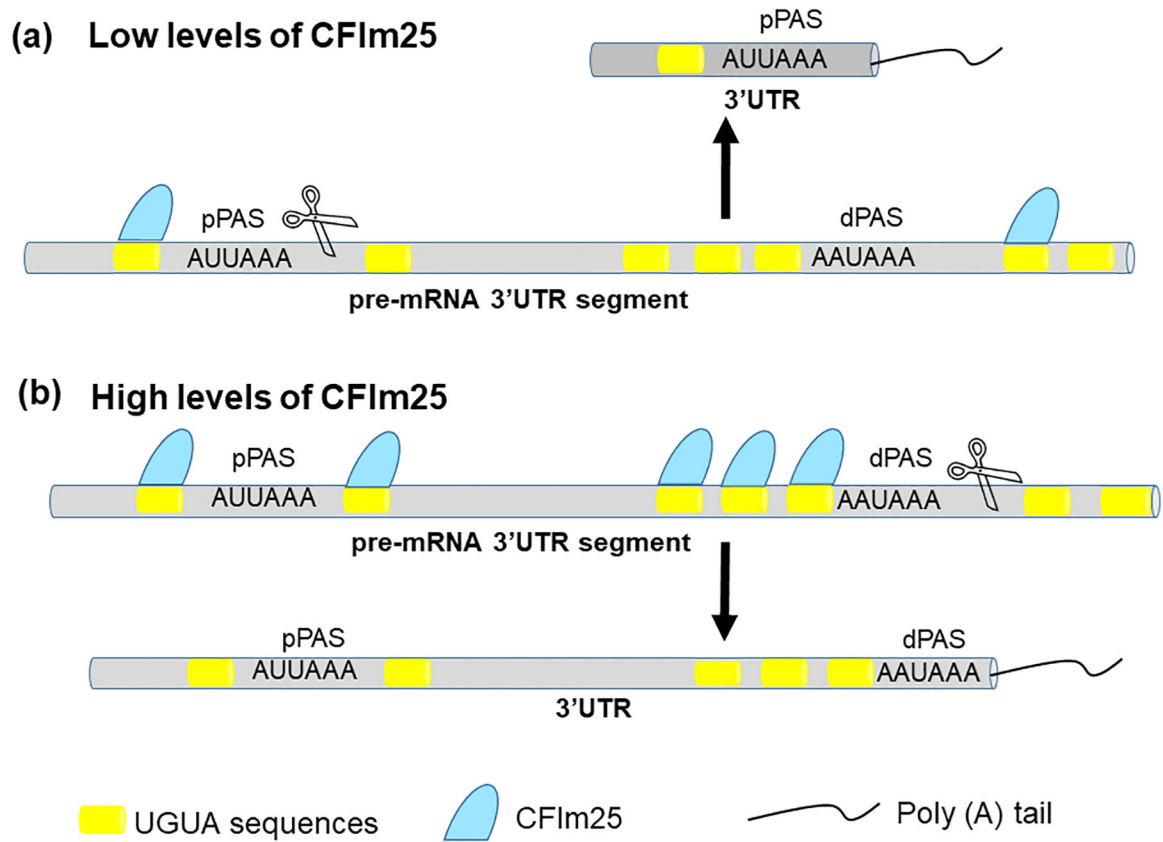 (a) Low levels of CFIm25
pPAS
AUUAAA
3'UTR
pPAS
dPAS
AUUAAA
AAUAAA
pre-mRNA 3'UTR segment
(b) High levels of CFIm25
pPAS
dPAS
AUUAAA
AAUAAA
pre-mRNA 3'UTR segment
pPAS
dPAS
AUUAAA
AAUAAA
3'UTR
UGUA sequences
CFIm25
Poly (A) tail